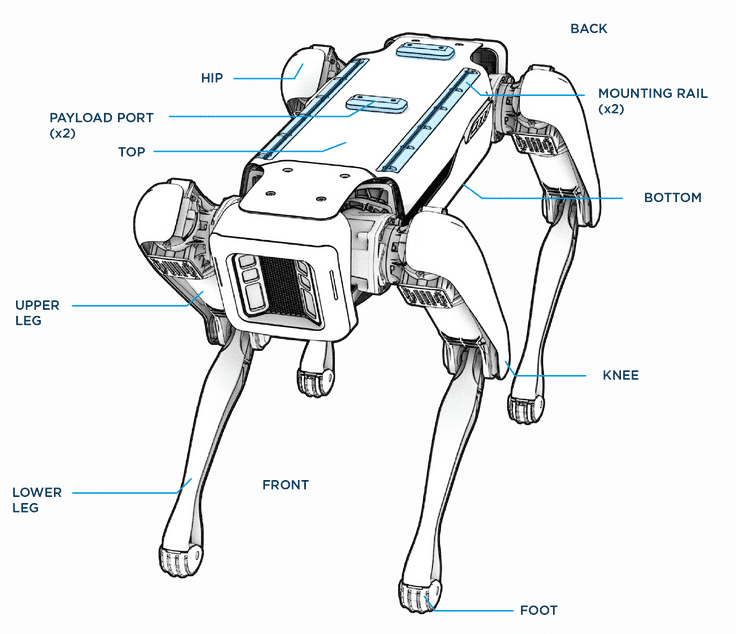 BACK
HIP
MOUNTING RAIL
(x2)
PAYLOAD PORT
(x2)
TOP
BOTTOM
UPPER
LEG
KNEE
FRONT
LOWER
LEG
FOOT